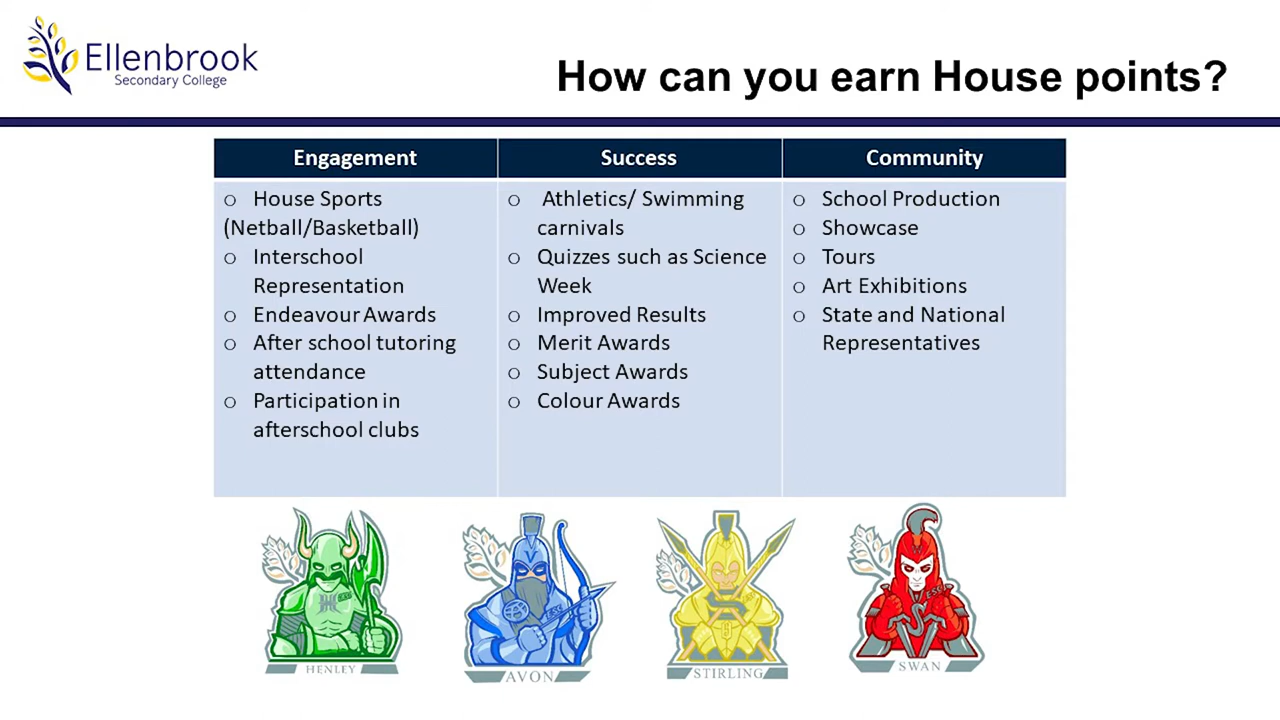 Ellenbrook
Secondary College
How can you earn House points?
Engagement
○ House Sports
(Netball/Basketball)
○ Interschool
Representation
○ Endeavour Awards
○ After school tutoring
attendance
○ Participation in
afterschool clubs
Success
○ Athletics/ Swimming
carnivals
○ Quizzes such as Science
Week
○ Improved Results
○ Merit Awards
○ Subject Awards
○ Colour Awards
Community
○ School Production
○ Showcase
○ Tours
○ Art Exhibitions
○ State and National
Representatives
HENLEY
AVON
STIRLING
SWAN